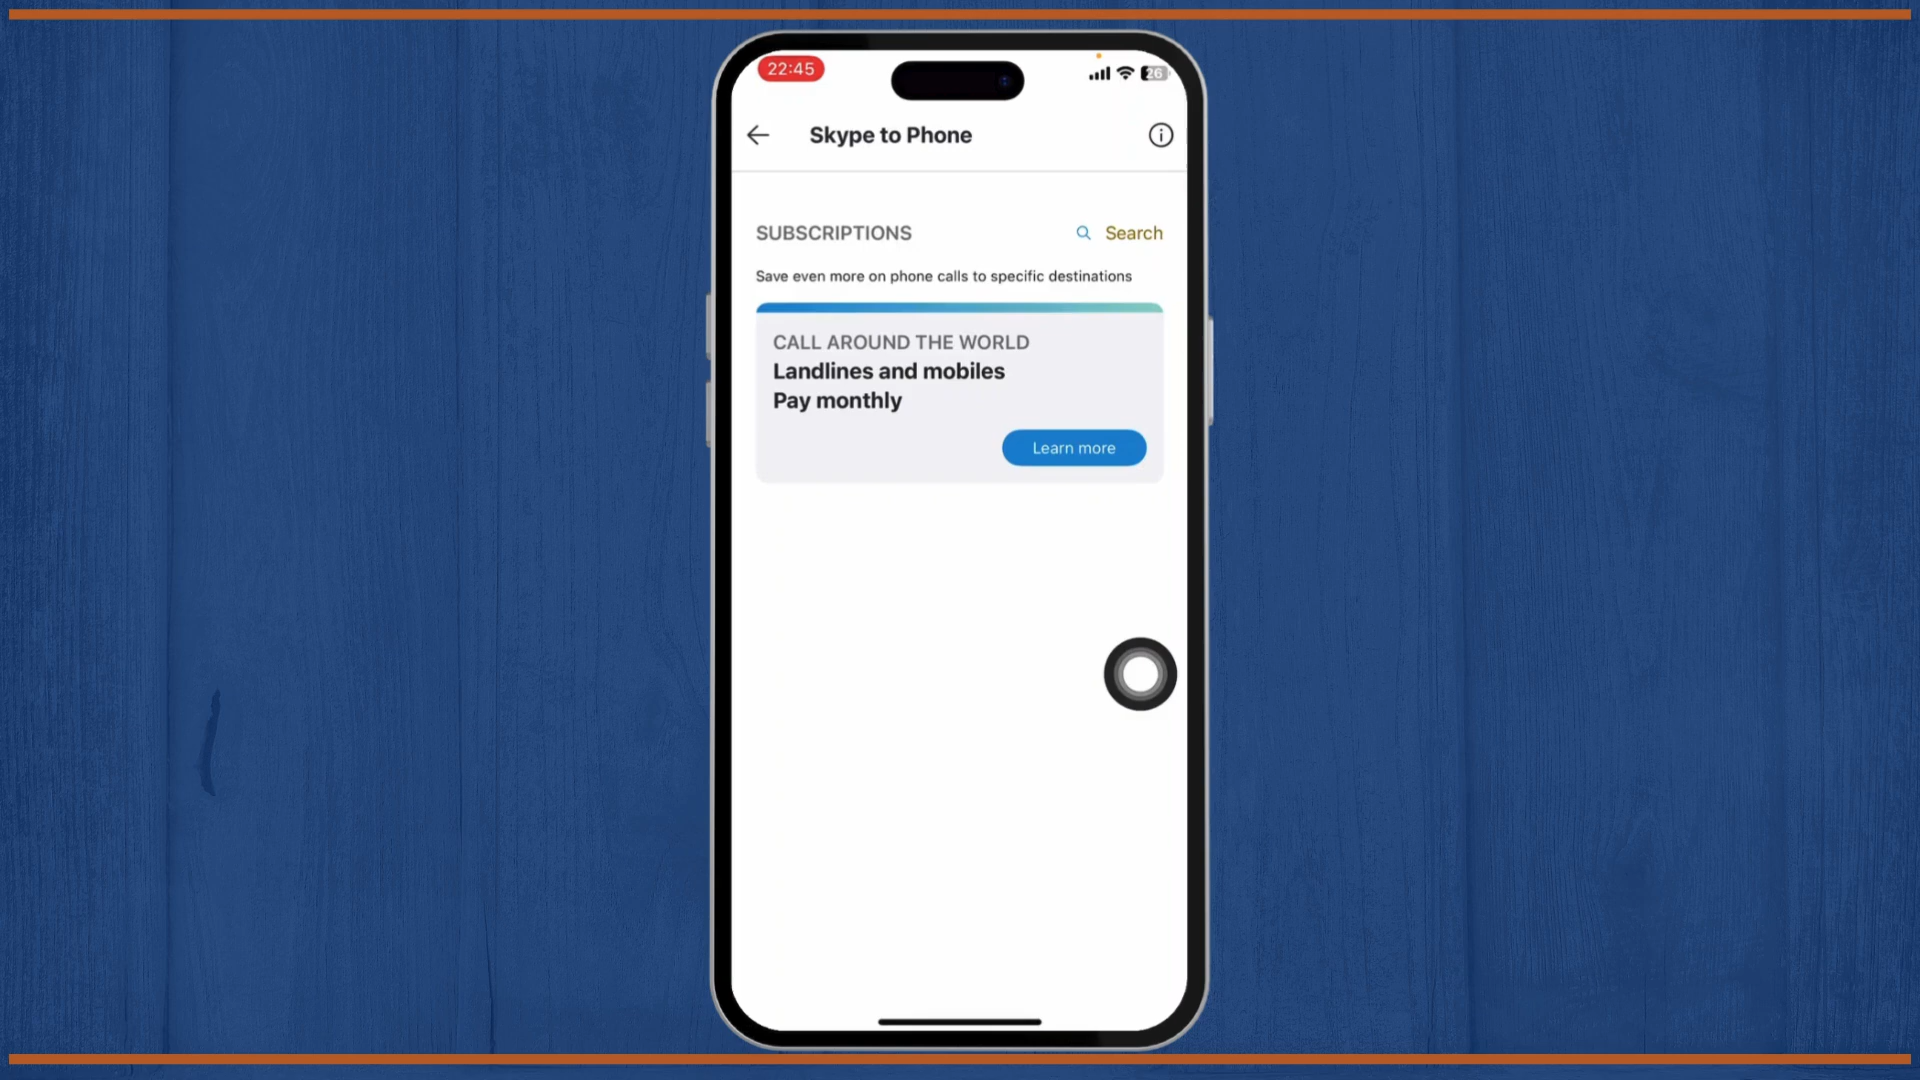 22:45
26
Skype to Phone
SUBSCRIPTIONS
Search
Save even more on phone calls to specific destinations
CALL AROUND THE WORLD
Landlines and mobiles
Pay monthly
Learn more